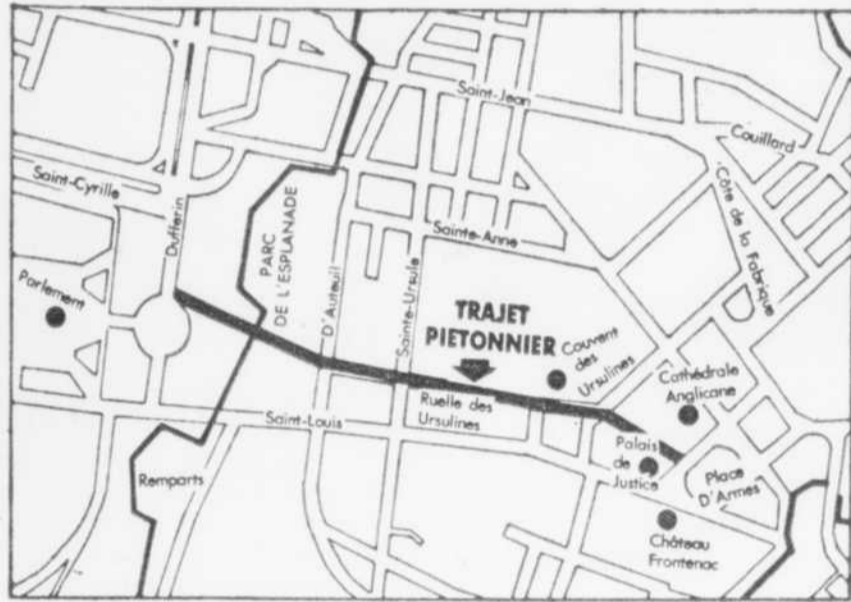 Saint-Jean
Couillard
Côte de la Fabrique
Saint-Cyrille
Dufferin
PARC
DE L'ESPLANADE
Sainte-Anne
D'Auteuil
Sainte-Ursule
Parlement
TRAJET
PIETONNIER
Couvent
des
Ursulines
Cathédrale
Anglicane
Ruelle des
Ursulines
Saint-Louis
Palais
de
Justice
Place
D'Armes
Remparts
Château
Frontenac